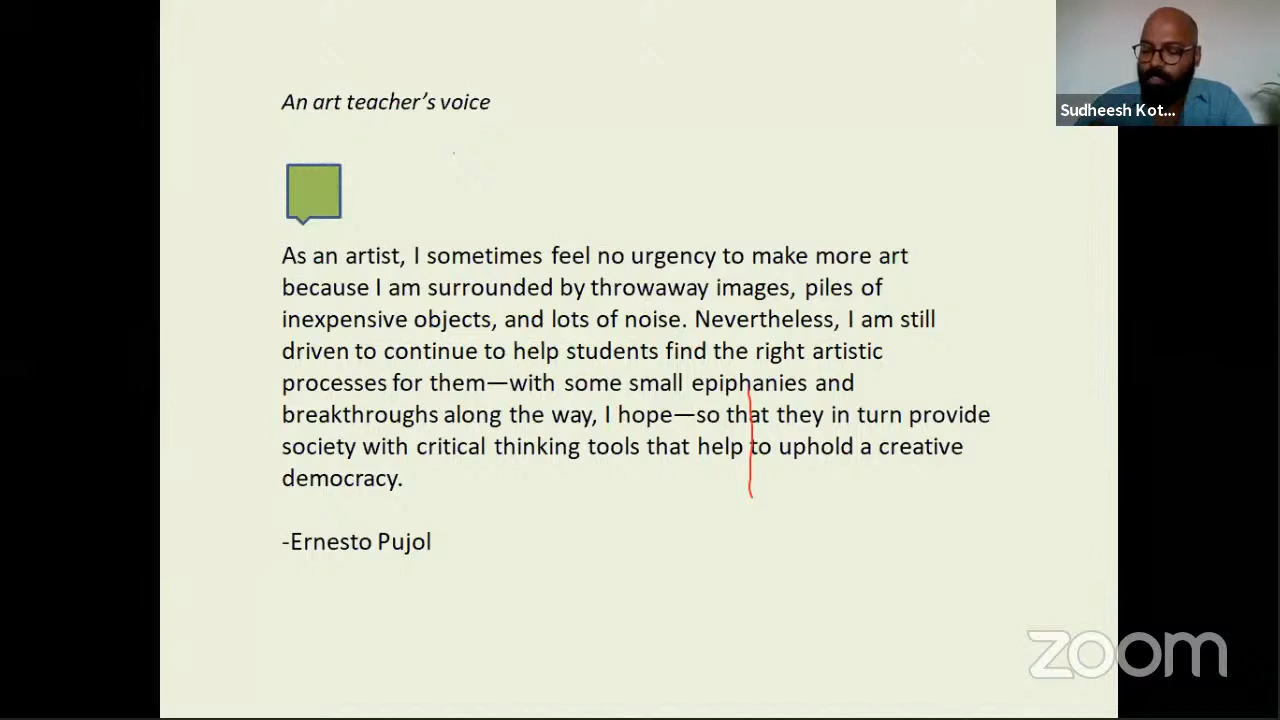 An art teacher’s voice
Sudheesh Kot...
As an artist, I sometimes feel no urgency to make more art
because I am surrounded by throwaway images, piles of
inexpensive objects, and lots of noise. Nevertheless, I am still
driven to continue to help students find the right artistic
processes for them—with some small epiphanies and
breakthroughs along the way, I hope—so that they in turn provide
society with critical thinking tools that help to uphold a creative
democracy.
-Ernesto Pujol
zoom